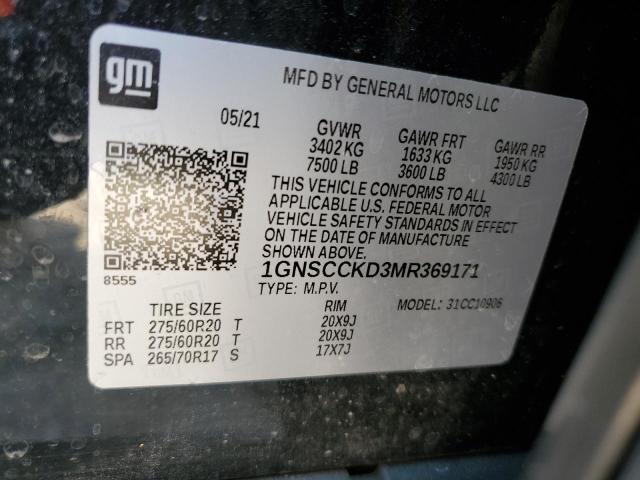 gm
MFD BY GENERAL MOTORS LLC
05/21
GVWR GAWR FRT GAWR RR
3402 KG 1633 KG 1950 KG
7500 LB 3600 LB 4300 LB
THIS VEHICLE CONFORMS TO ALL
APPLICABLE U.S. FEDERAL MOTOR
VEHICLE SAFETY STANDARDS IN EFFECT
ON THE DATE OF MANUFACTURE
SHOWN ABOVE.
8555
1GNSCCKD3MR369171
TYPE: M.P.V. MODEL: 31CC10906
TIRE SIZE RIM
FRT 275/60R20 T 20X9J
RR 275/60R20 T 20X9J
SPA 265/70R17 S 17X7J